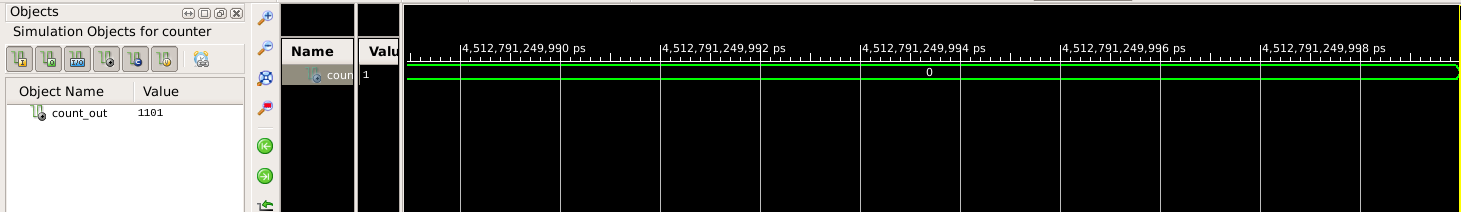 Objects
Simulation Objects for counter
Object Name Value
count_out 1101
Name Valu
coun 1
4,512,791,249,990 ps 4,512,791,249,992 ps 4,512,791,249,994 ps 4,512,791,249,996 ps 4,512,791,249,998 ps
0